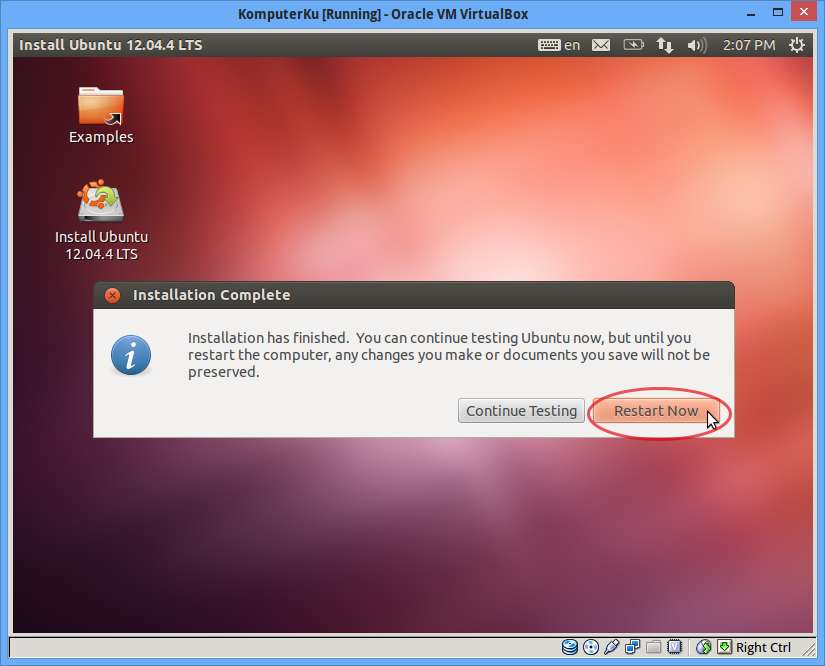 KomputerKu [Running] - Oracle VM VirtualBox
Install Ubuntu 12.04.4 LTS en 2:07 PM
Examples
Install Ubuntu
12.04.4 LTS
Installation Complete
Installation has finished. You can continue testing Ubuntu now, but until you
restart the computer, any changes you make or documents you save will not be
preserved.
Continue Testing Restart Now
Right Ctrl